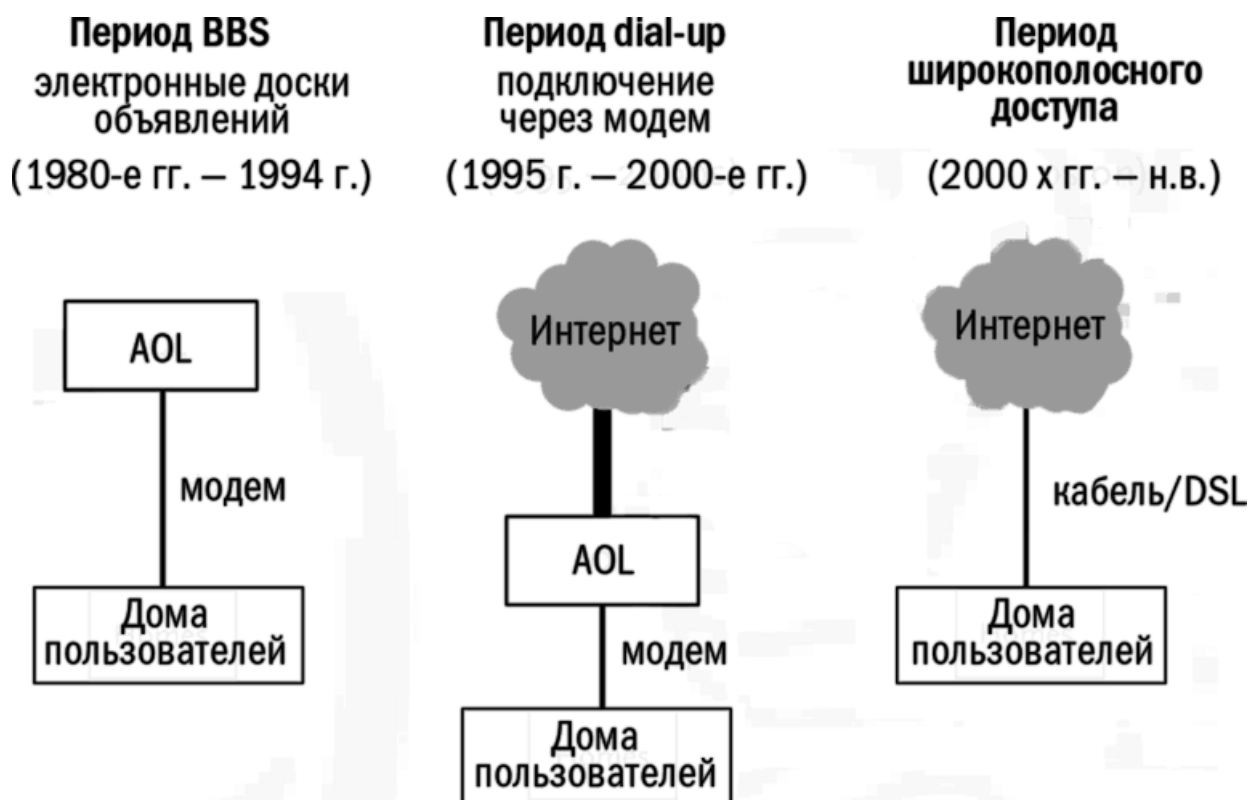 Период BBS
электронные доски
объявлений
(1980-е гг. – 1994 г.)
AOL
модем
Дома
пользователей
Период dial-up
подключение
через модем
(1995 г. – 2000-е гг.)
Интернет
AOL
модем
Дома
пользователей
Период
широкополосного
доступа
(2000 х гг. – н.в.)
Интернет
кабель/DSL
Дома
пользователей